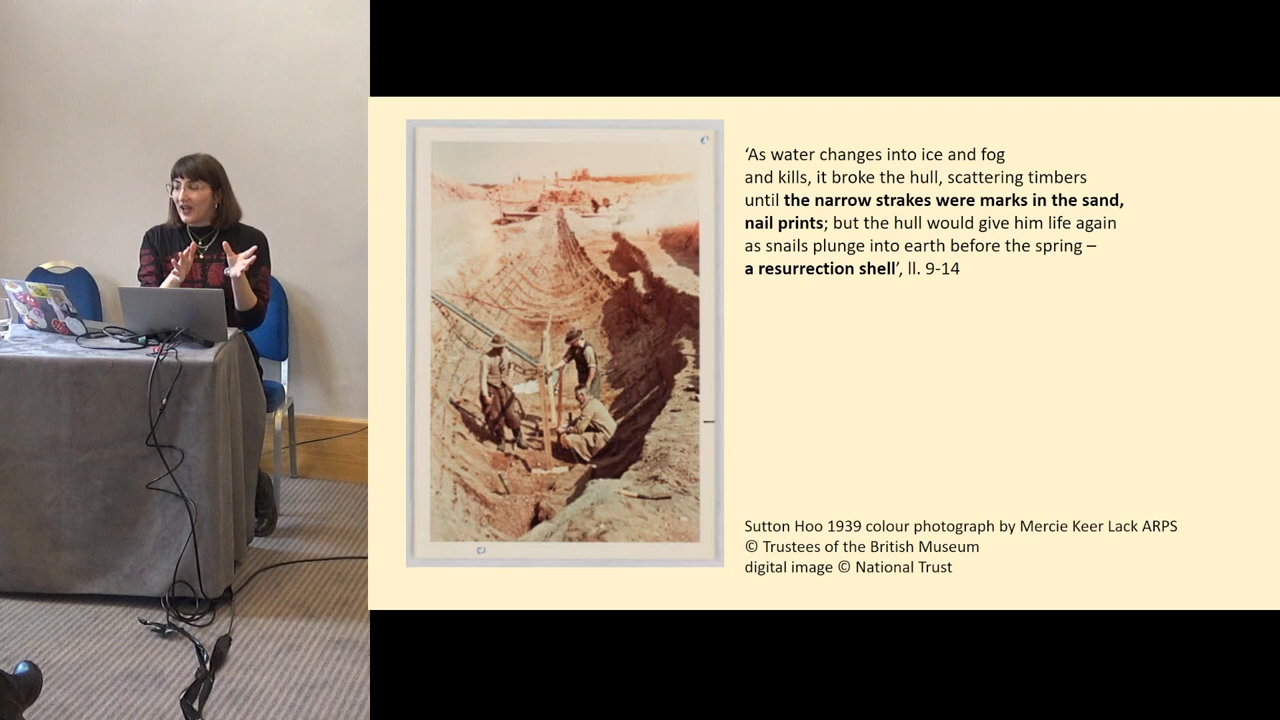 ‘As water changes into ice and fog
and kills, it broke the hull, scattering timbers
until the narrow strakes were marks in the sand,
nail prints; but the hull would give him life again
as snails plunge into earth before the spring –
a resurrection shell’, ll. 9-14
Sutton Hoo 1939 colour photograph by Mercie Keer Lack ARPS
© Trustees of the British Museum
digital image © National Trust